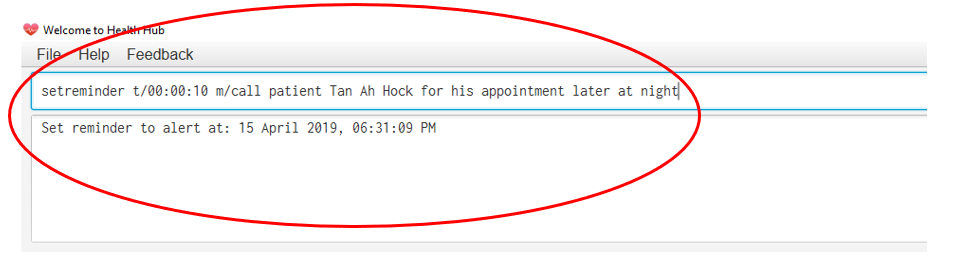 Welcome to Health Hub
File Help Feedback
setreminder t/00:00:10 m/call patient Tan Ah Hock for his appointment later at night
Set reminder to alert at: 15 April 2019, 06:31:09 PM